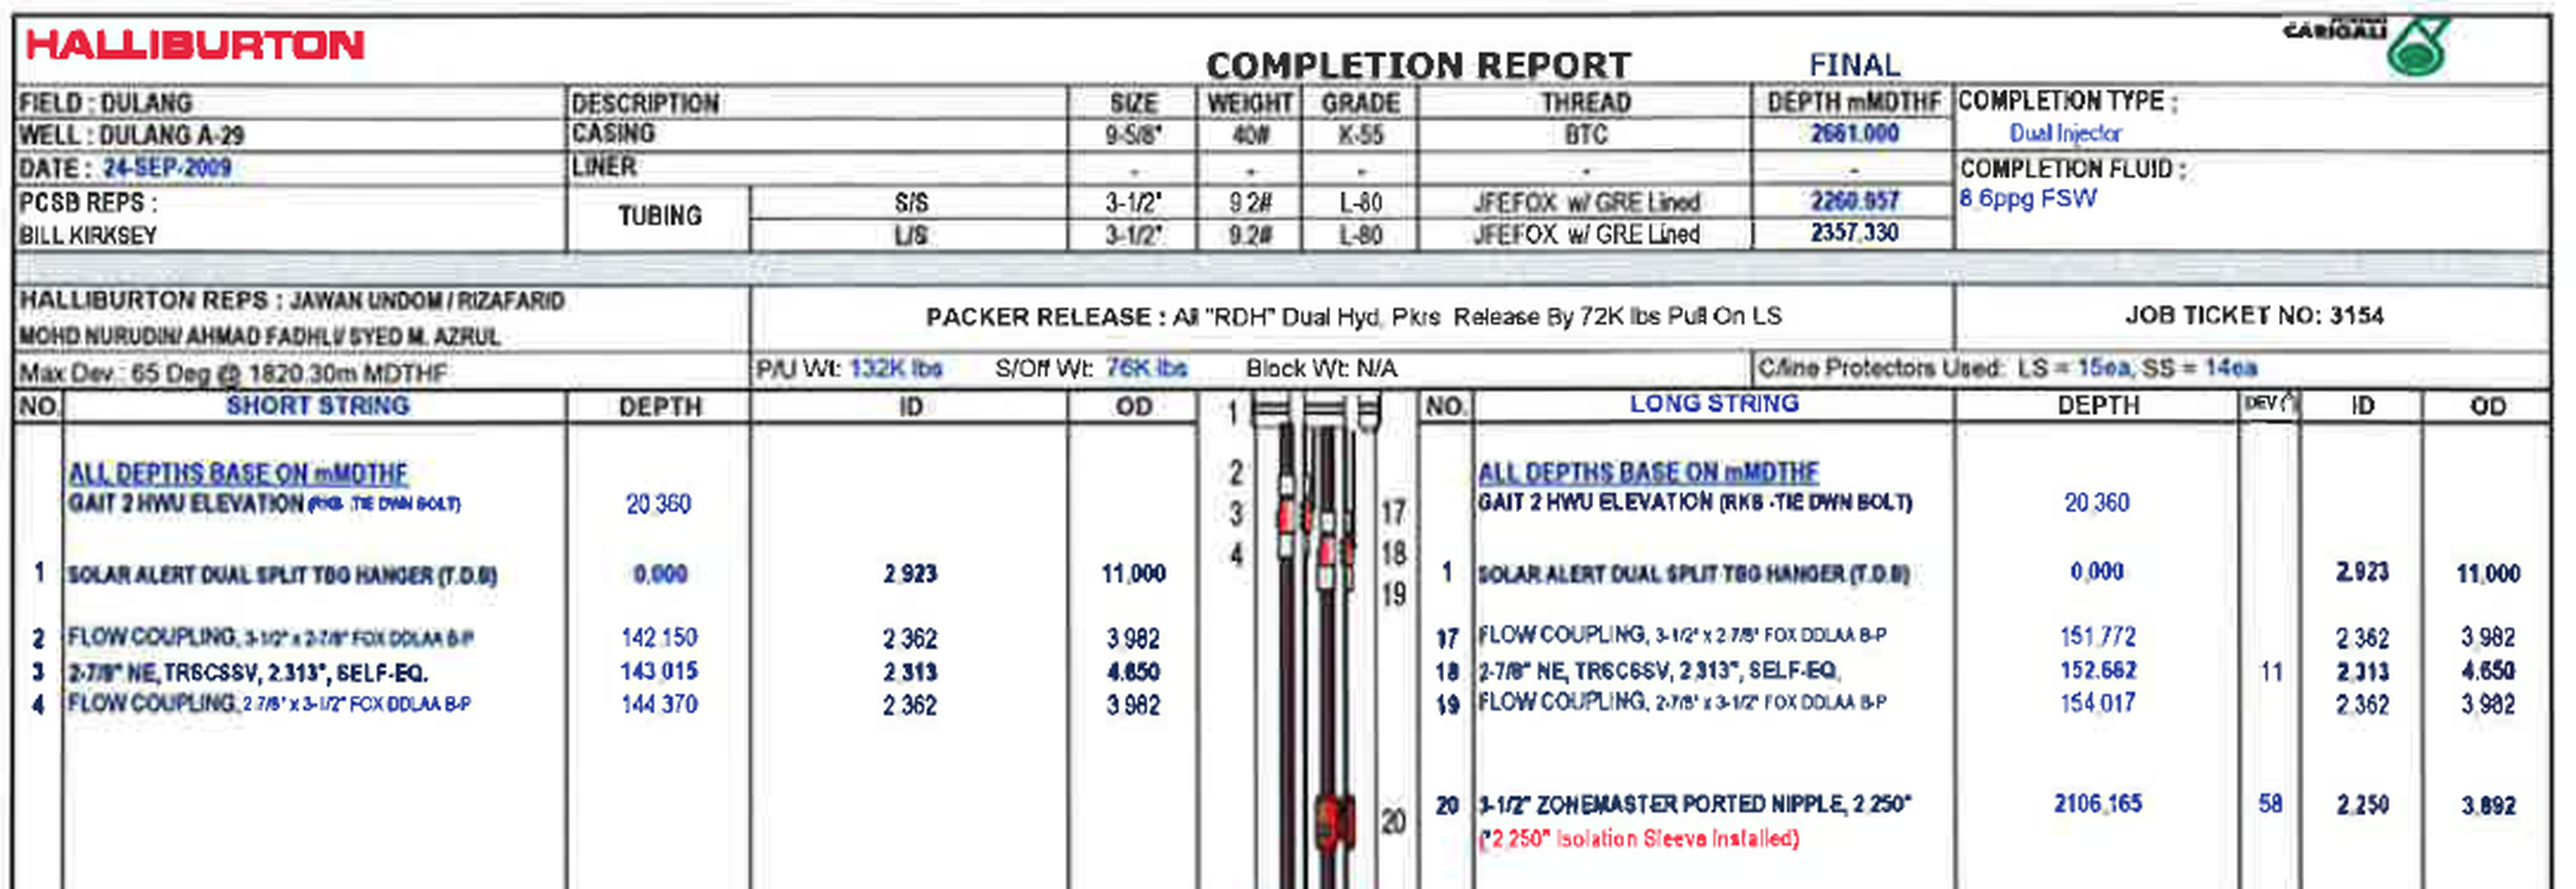 HALLIBURTON
CARIGALI
COMPLETION REPORT FINAL
FIELD : DULANG DESCRIPTION SIZE WEIGHT GRADE THREAD DEPTH mMDTHF COMPLETION TYPE :
WELL : DULANG A-29 CASING 9-5/8" 40# K-55 BTC 2661.000 Dual Injector
DATE : 24-SEP-2009 LINER - - - - - COMPLETION FLUID :
PCSB REPS : TUBING S/S 3-1/2" 9 2# L-80 JFEFOX w/ GRE Lined 2260.957 8 6ppg FSW
BILL KIRKSEY L/S 3-1/2" 9.2# L-80 JFEFOX w/ GRE Lined 2357,330
HALLIBURTON REPS : JAWAN UNDOM / RIZAFARID
MOHD NURUDIN/ AHMAD FADHLI/ SYED M. AZRUL
PACKER RELEASE : All "RDH" Dual Hyd, Pkrs Release By 72K lbs Pull On LS
JOB TICKET NO: 3154
Max Dev.: 65 Deg @ 1820.30m MDTHF P/U Wt: 132K lbs S/Off Wt: 76K lbs Block Wt: N/A C/line Protectors Used: LS = 15ea, SS = 14ea
NO. SHORT STRING DEPTH ID OD 1 NO. LONG STRING DEPTH DEV (°) ID OD
ALL DEPTHS BASE ON mMDTHF 2 ALL DEPTHS BASE ON mMDTHF
GAIT 2 HWU ELEVATION (RKB -TIE DWN BOLT) 20 360 3 17 GAIT 2 HWU ELEVATION (RKB -TIE DWN BOLT) 20 360
4 18
1 SOLAR ALERT DUAL SPLIT TBG HANGER (T.D.B) 0,000 2 923 11,000 19 1 SOLAR ALERT DUAL SPLIT TBG HANGER (T.D.B) 0,000 2.923 11,000
2 FLOW COUPLING, 3-1/2" x 2-7/8" FOX DDLAA B-P 142 150 2 362 3 982 17 FLOW COUPLING, 3-1/2" x 2 7/8" FOX DDLAA B-P 151,772 2 362 3 982
3 2-7/8" NE, TRSCSSV, 2.313", SELF-EQ. 143 015 2 313 4.650 18 2-7/8" NE, TRSCSSV, 2 313", SELF-EQ, 152.662 11 2 313 4.650
4 FLOW COUPLING, 2 7/8" x 3-1/2" FOX DDLAA B-P 144 370 2 362 3 982 19 FLOW COUPLING, 2-7/8" x 3-1/2" FOX DDLAA B-P 154 017 2 362 3 982
20 20 3-1/2" ZONEMASTER PORTED NIPPLE, 2 250" 2106,165 58 2,250 3,892
("2 250" Isolation Sleeve Installed)